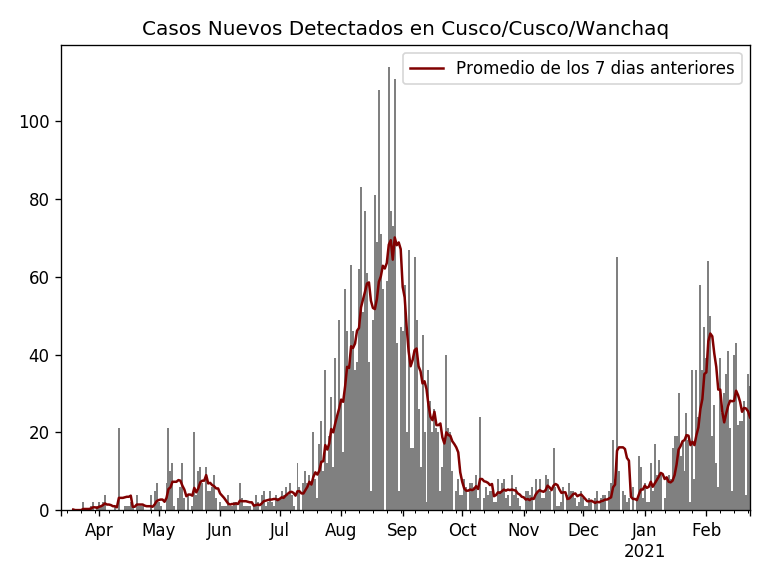 Casos Nuevos Detectados en Cusco/Cusco/Wanchaq
Promedio de los 7 dias anteriores
100
80
60
40
20
0
Apr May Jun Jul Aug Sep Oct Nov Dec Jan Feb
2021